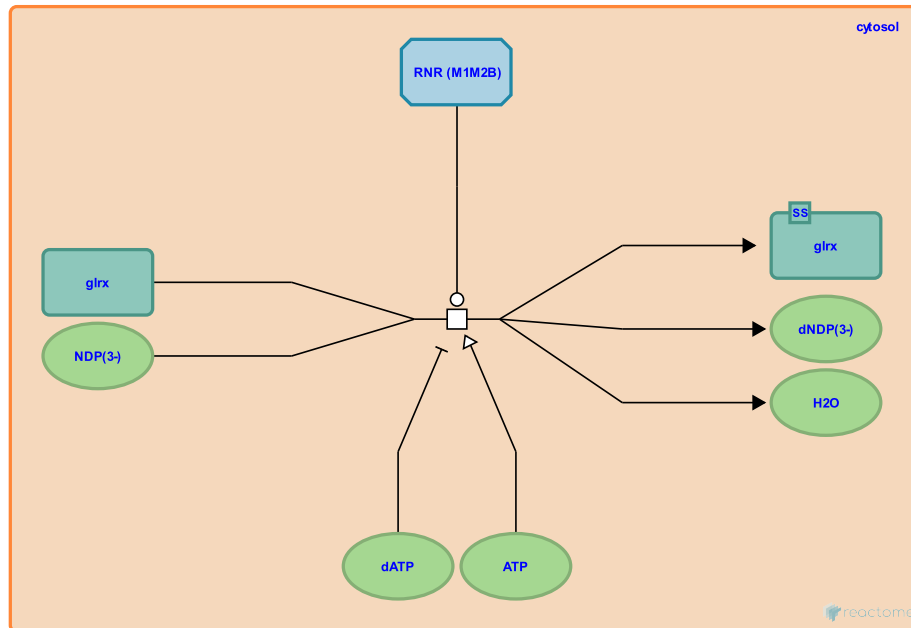 cytosol
RNR (M1M2B)
SS
glrx
glrx
dNDP(3-)
NDP(3-)
H2O
dATP
ATP
reactome